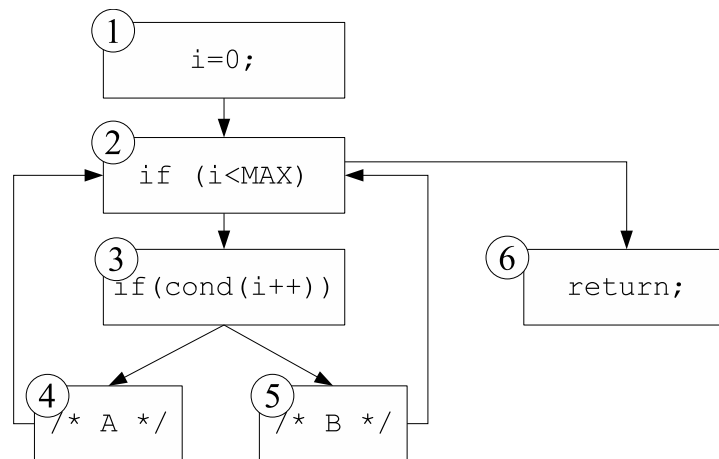 1
i=0;
2
if (i<MAX)
3
if(cond(i++))
6
return;
4
/* A */
5
/* B */